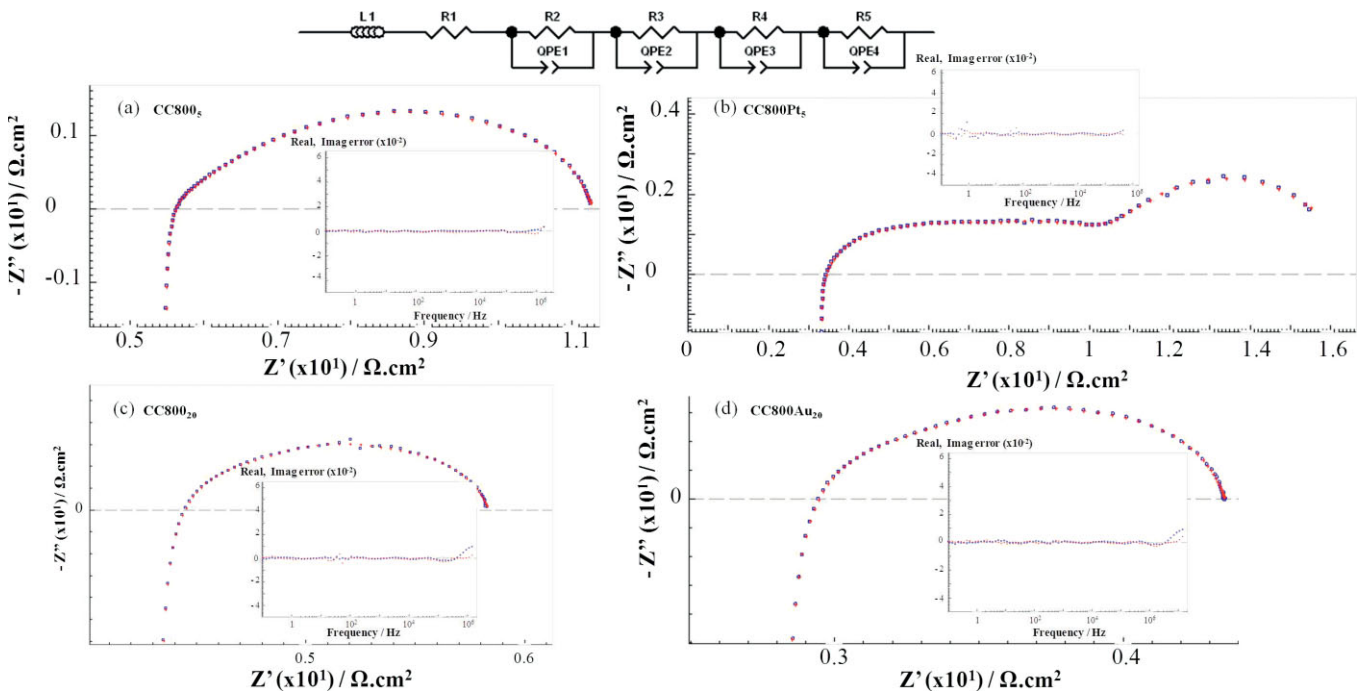 L1 R1 R2 R3 R4 R5
QPE1 QPE2 QPE3 QPE4
(a) CC800₅
- Z'' (x10¹) / Ω.cm²
0.1
0
-0.1
0.5 0.7 0.9 1.1
Z' (x10¹) / Ω.cm²
Real, Imag error (x10⁻²)
6
4
2
0
-2
-4
1 10² 10⁴ 10⁶
Frequency / Hz
(b) CC800Pt₅
- Z'' (x10¹) / Ω.cm²
0.4
0.2
0
0 0.2 0.4 0.6 0.8 1 1.2 1.4 1.6
Z' (x10¹) / Ω.cm²
Real, Imag error (x10⁻²)
6
4
2
0
-2
-4
1 10² 10⁴ 10⁶
Frequency / Hz
(c) CC800₂₀
- Z'' (x10¹) / Ω.cm²
0
0.5 0.6
Z' (x10¹) / Ω.cm²
Real, Imag error (x10⁻²)
6
4
2
0
-2
-4
1 10² 10⁴ 10⁶
Frequency / Hz
(d) CC800Au₂₀
- Z'' (x10¹) / Ω.cm²
0
0.3 0.4
Z' (x10¹) / Ω.cm²
Real, Imag error (x10⁻²)
6
4
2
0
-2
-4
1 10² 10⁴ 10⁶
Frequency / Hz